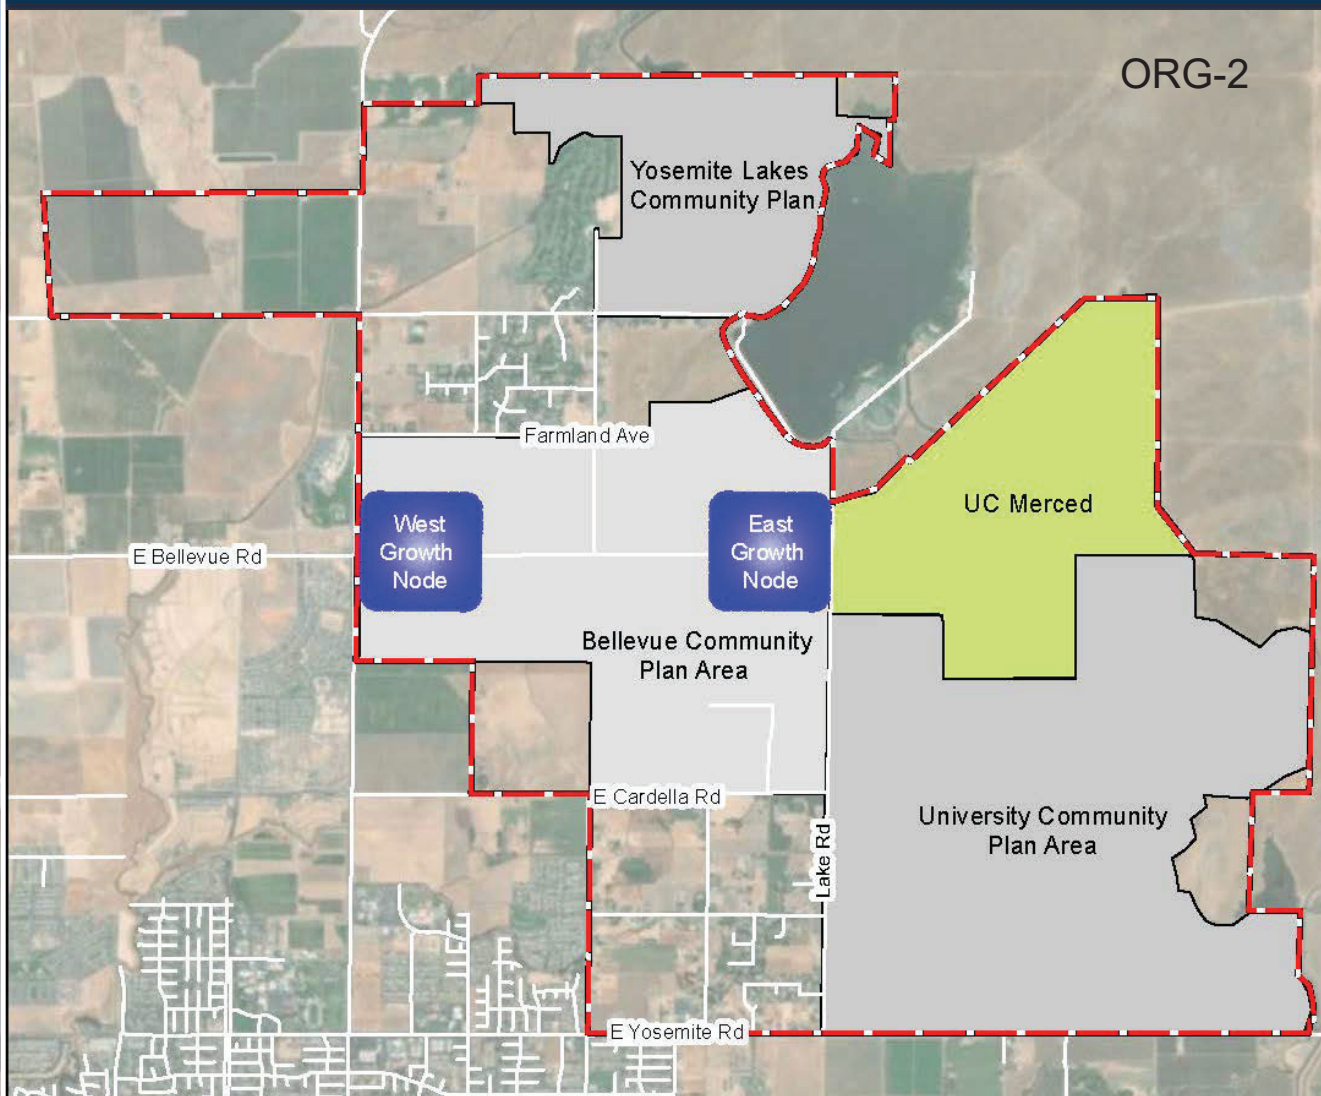 ORG-2
Yosemite Lakes
Community Plan
Farmland Ave
West
Growth
Node
East
Growth
Node
UC Merced
E Bellevue Rd
Bellevue Community
Plan Area
E Cardella Rd
University Community
Plan Area
Lake Rd
E Yosemite Rd